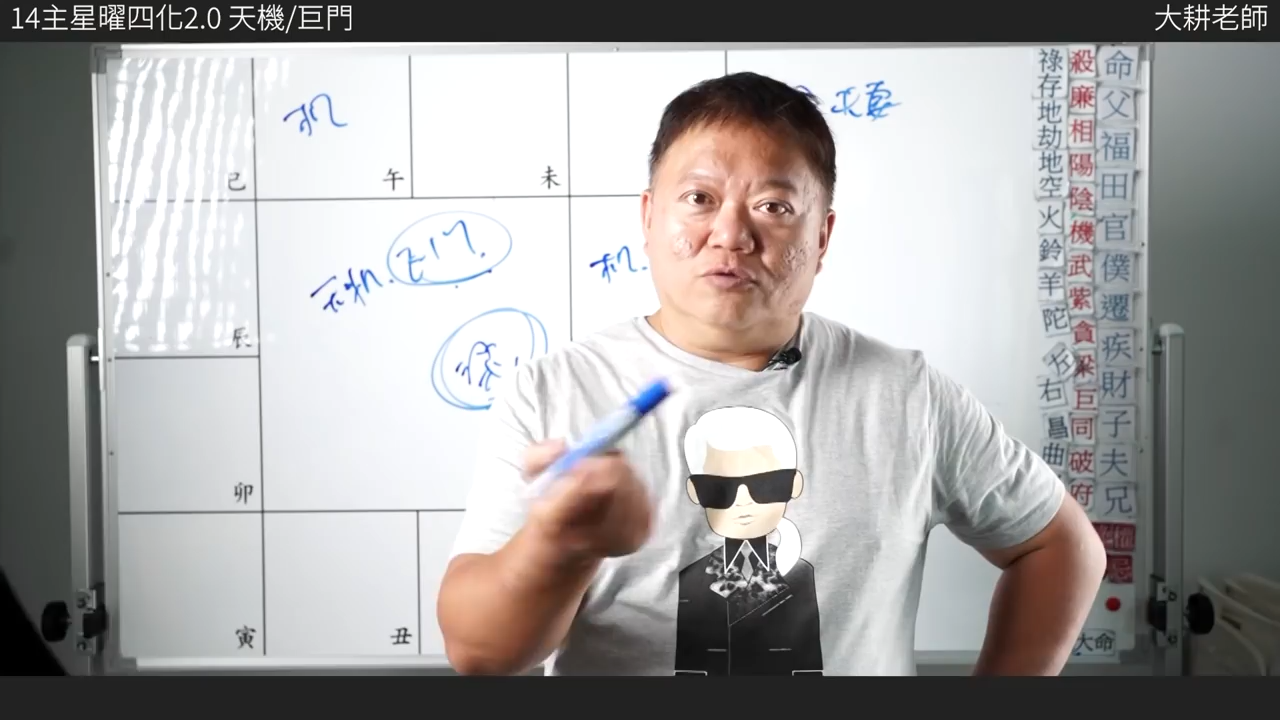 14主星曜四化2.0 天機/巨門
大耕老師
机
巳
午
未
天机.巨门
机.
辰
卯
寅
丑
命父福田官僕遷疾財子夫兄
殺廉相陽陰機武紫貪梁巨同破府
祿存地劫地空火鈴羊陀左右昌曲
大命